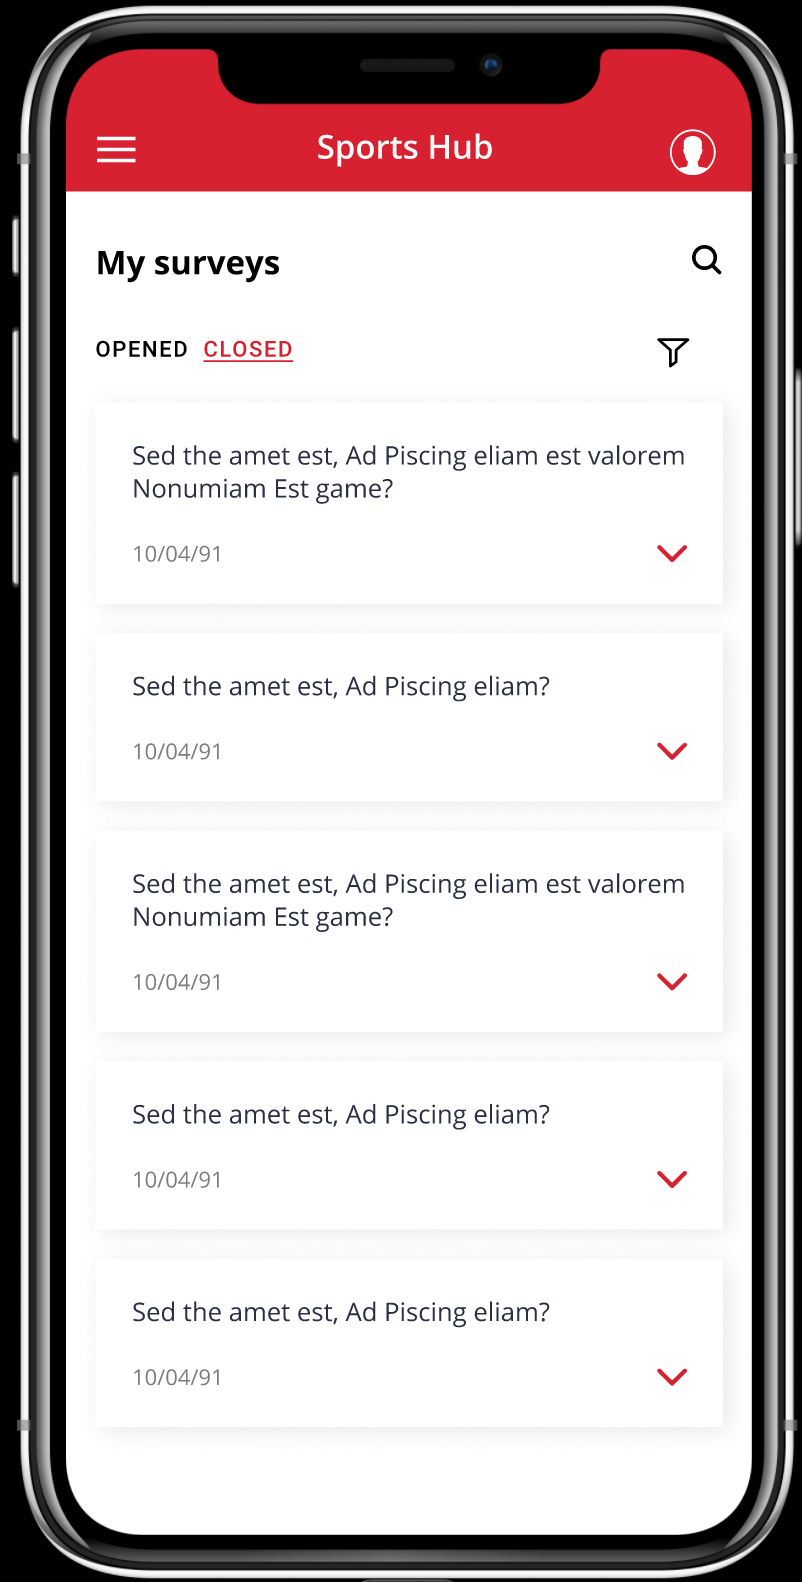 Sports Hub
My surveys
OPENED CLOSED
Sed the amet est, Ad Piscing eliam est valorem
Nonumiam Est game?
10/04/91
Sed the amet est, Ad Piscing eliam?
10/04/91
Sed the amet est, Ad Piscing eliam est valorem
Nonumiam Est game?
10/04/91
Sed the amet est, Ad Piscing eliam?
10/04/91
Sed the amet est, Ad Piscing eliam?
10/04/91